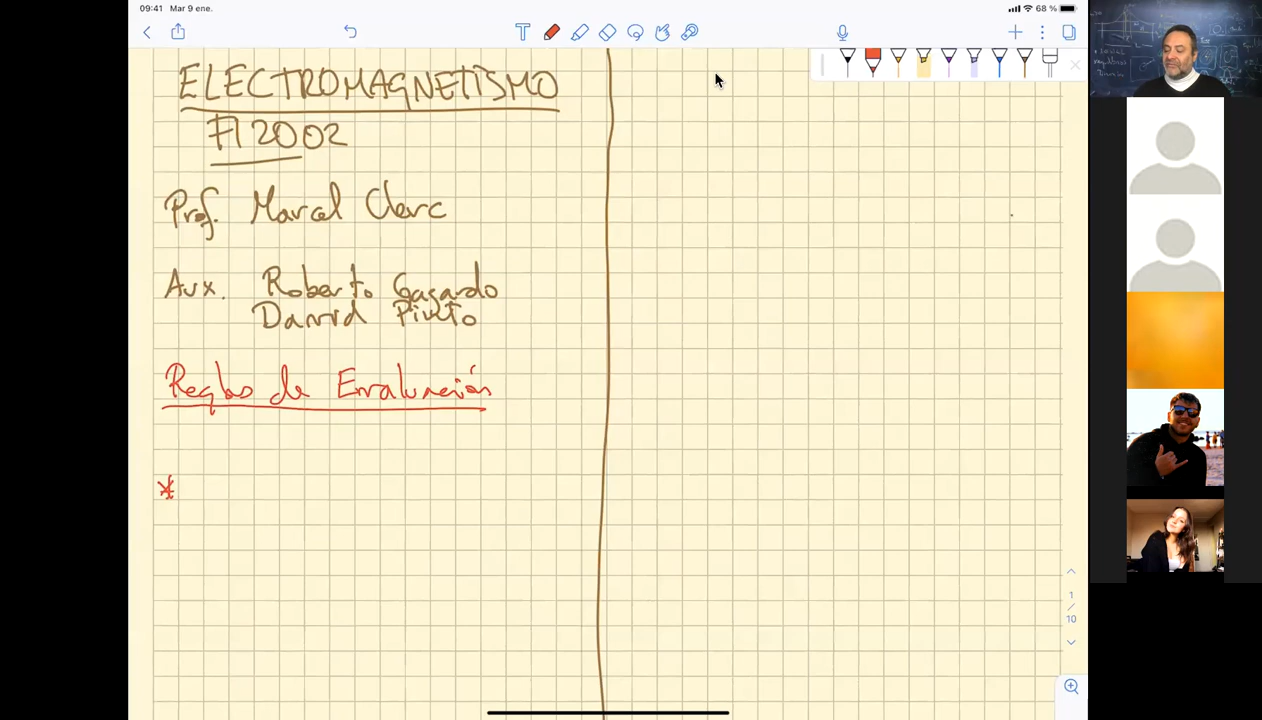 09:41 Mar 9 ene.
68 %
ELECTROMAGNETISMO
FI 2002
Prof. Marcel Clerc
Aux. Roberto Gasardo
David Pinto
Reglas de Evaluación
*
1
/
10